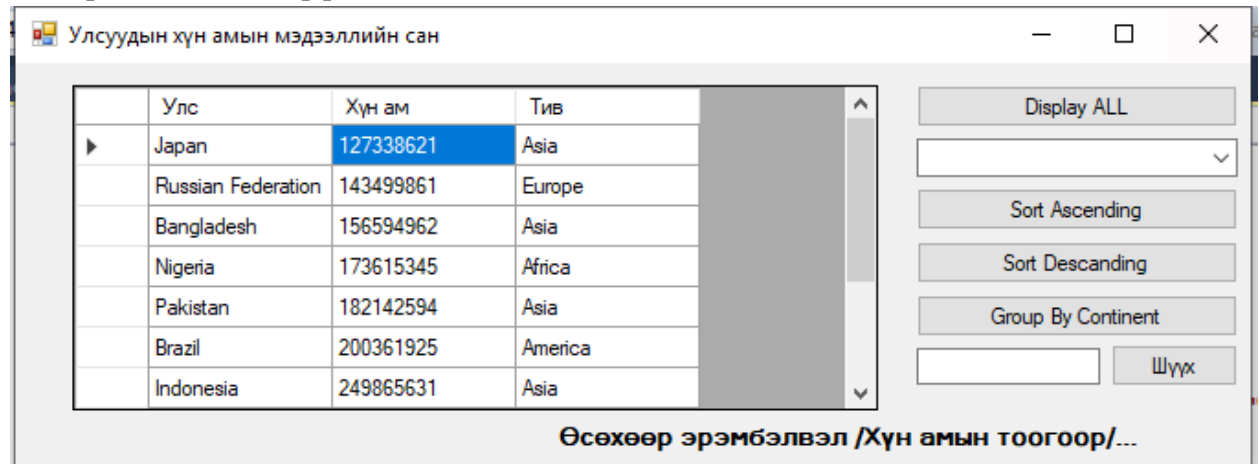 Улсуудын хүн амын мэдээллийн сан
Улс Хүн ам Тив Display ALL
Japan 127338621 Asia
Russian Federation 143499861 Europe
Bangladesh 156594962 Asia Sort Ascending
Nigeria 173615345 Africa Sort Descanding
Pakistan 182142594 Asia Group By Continent
Brazil 200361925 America
Indonesia 249865631 Asia Шүүх
Өсөхөөр эрэмбэлвэл /Хүн амын тоогоор/...